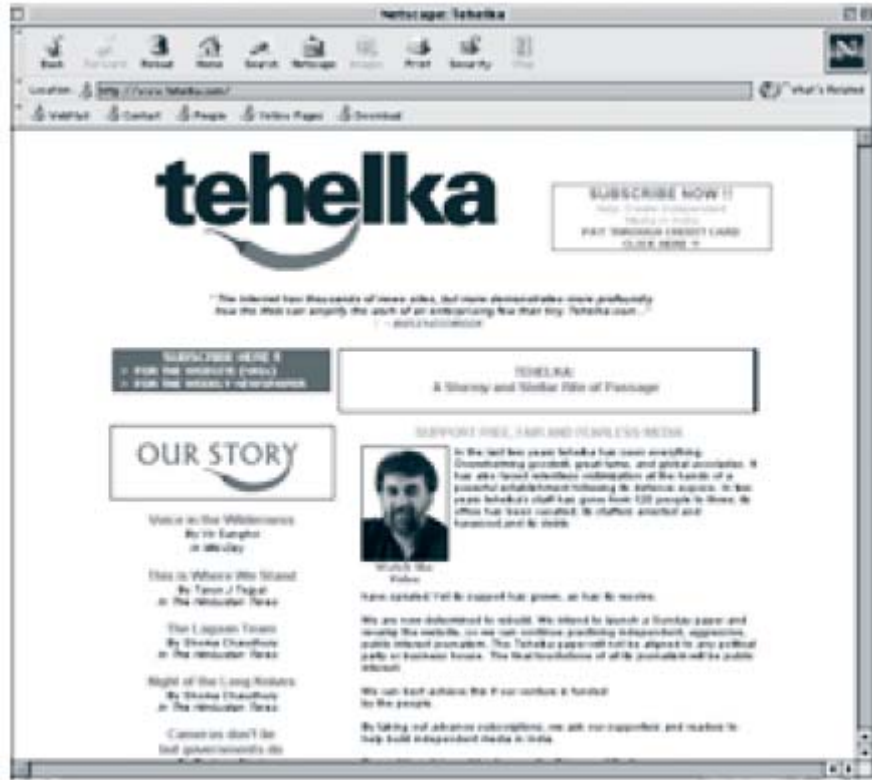 Netscape: Tehelka
Back Forward Reload Home Search Netscape Images Print Security Stop
Location: http://www.tehelka.com/ What's Related
WebMail Contact People Yellow Pages Download
tehelka
SUBSCRIBE NOW !!
Help Create Independent
Media in India
PAY THROUGH CREDIT CARD
CLICK HERE
"The Internet has thousands of news sites, but none demonstrates more profoundly
how the Web can amplify the work of an enterprising few than tiny Tehelka.com..."
SUBSCRIBE HERE !!
FOR THE WEBSITE
FOR THE WEEKLY NEWSPAPER
TEHELKA:
A Stormy and Stellar Rite of Passage
OUR STORY
SUPPORT FREE, FAIR AND FEARLESS MEDIA
In the last two years tehelka has seen everything.
Overwhelming goodwill, great fame, and global accolades. It
has also faced relentless victimisation at the hands of a
powerful establishment following its defence expose. In two
years tehelka's staff has gone from 120 people to three, its
office has been vacated, its staffers arrested and
harassed and its debts
Watch the
Video
have spiraled. Yet its support has grown, as has its resolve.
Voice in the Wilderness
By Vir Sanghvi
in Mid-Day
This is Where We Stand
By Tarun J Tejpal
in The Hindustan Times
The Lagaan Team
By Shoma Chaudhury
in The Hindustan Times
Night of the Long Knives
By Shoma Chaudhury
in The Hindustan Times
Cameras don't lie
but governments do
We are now determined to rebuild. We intend to launch a Sunday paper and
revamp the website, so we can continue practising independent, aggressive,
public interest journalism. The Tehelka paper will not be aligned to any political
party or business house. The final touchstone of all its journalism will be public
interest.
We can best achieve this if our venture is funded
by the people.
By taking out advance subscriptions, we ask our supporters and readers to
help build independent media in India.